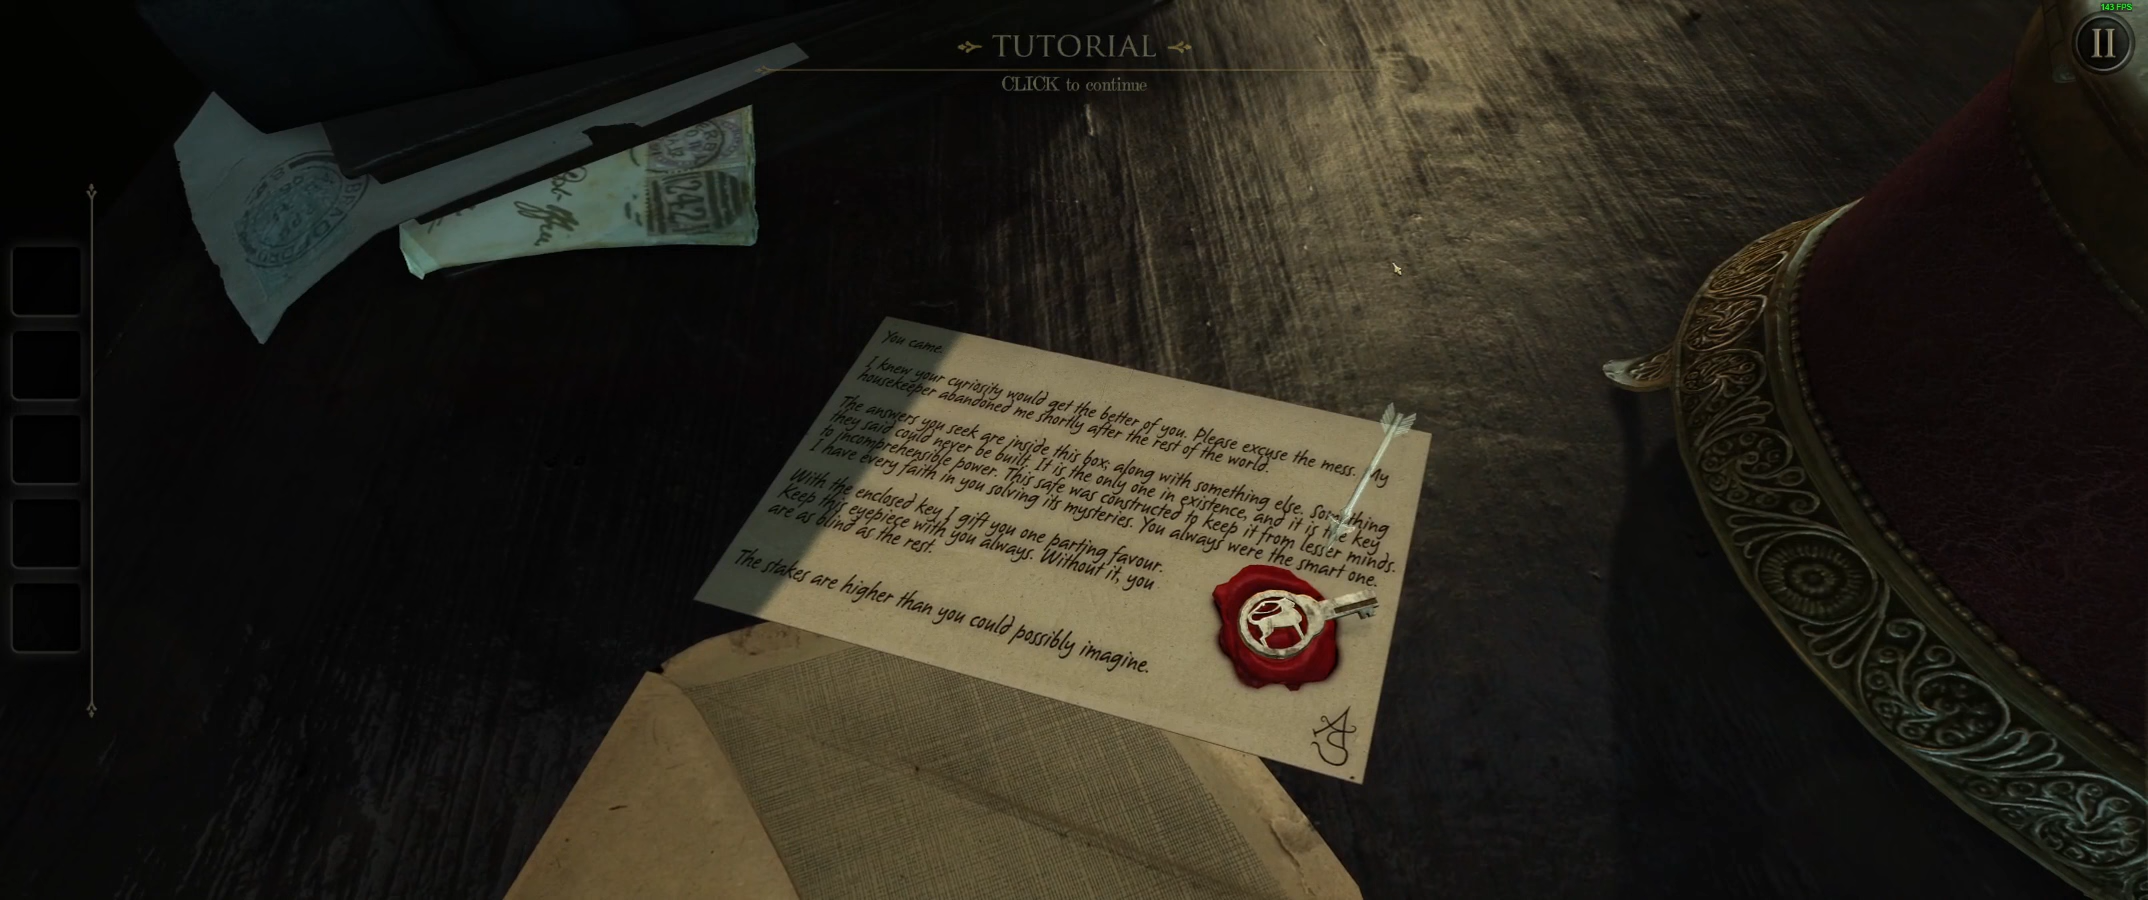 143 FPS
TUTORIAL
CLICK to continue
1242
You came.
I knew your curiosity would get the better of you. Please excuse the mess. My
housekeeper abandoned me shortly after the rest of the world.
The answers you seek are inside this box; along with something else. Something
they said could never be built. It is the only one in existence, and it is the key
to incomprehensible power. This safe was constructed to keep it from lesser minds.
I have every faith in you solving its mysteries. You always were the smart one.
With the enclosed key I gift you one parting favour.
Keep this eyepiece with you always. Without it, you
are as blind as the rest.
The stakes are higher than you could possibly imagine.
AS